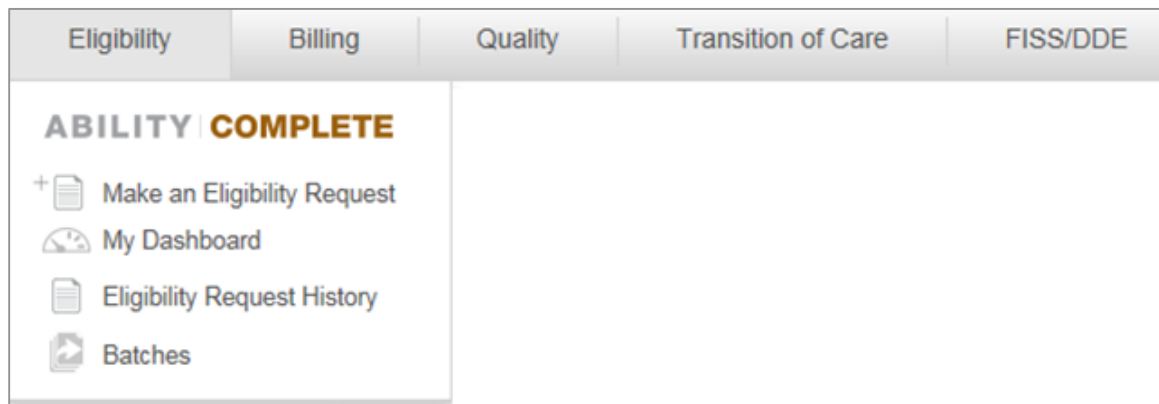 Eligibility Billing Quality Transition of Care FISS/DDE
ABILITY COMPLETE
Make an Eligibility Request
My Dashboard
Eligibility Request History
Batches